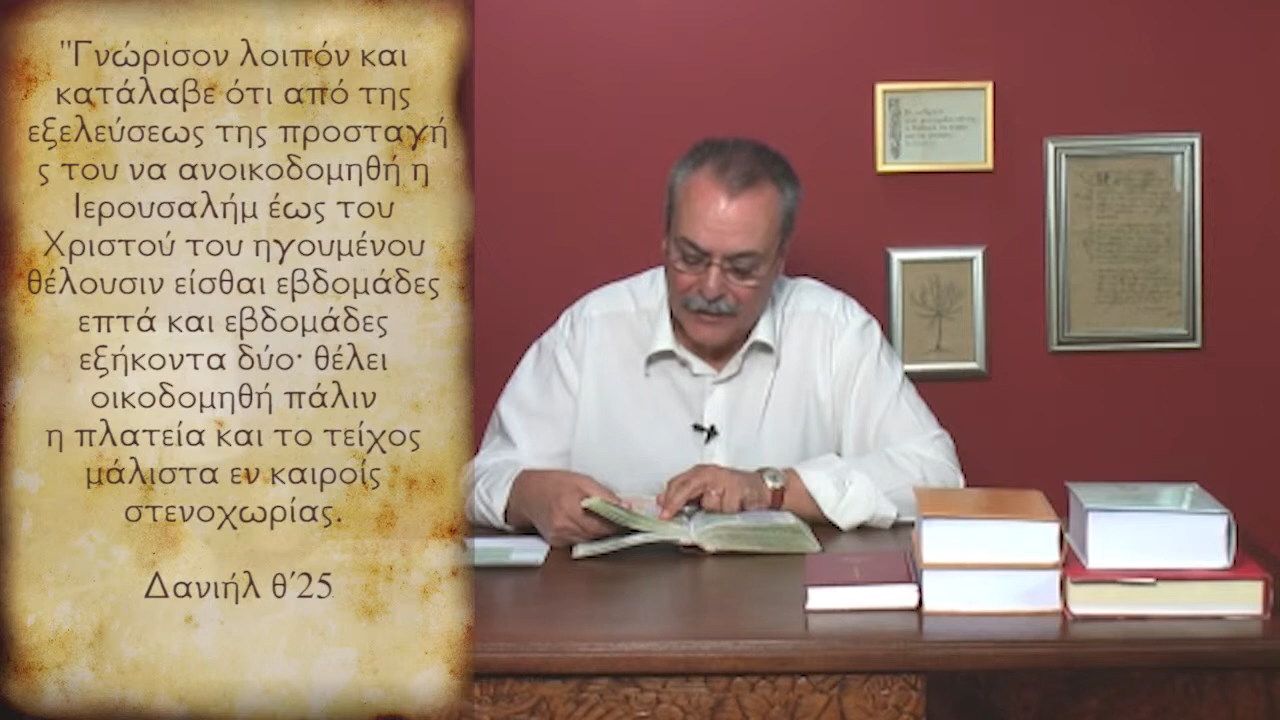 "Γνώρισον λοιπόν και
κατάλαβε ότι από της
εξελεύσεως της προσταγή
ς του να ανοικοδομηθή η
Ιερουσαλήμ έως του
Χριστού του ηγουμένου
θέλουσιν είσθαι εβδομάδες
επτά και εβδομάδες
εξήκοντα δύο· θέλει
οικοδομηθή πάλιν
η πλατεία και το τείχος
μάλιστα εν καιροίς
στενοχωρίας.
Δανιήλ θ΄25